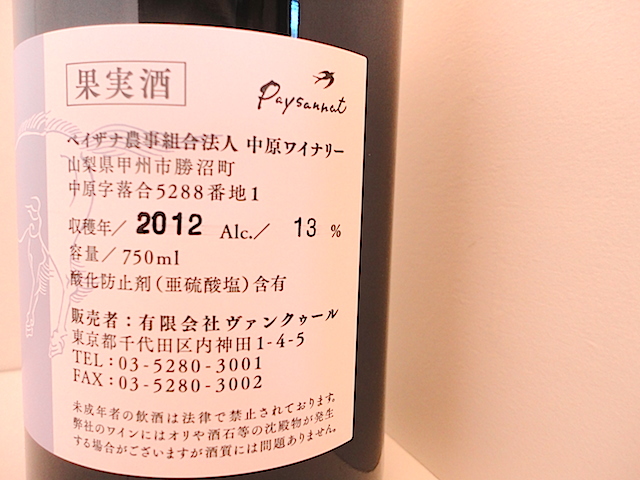 果実酒
Paysannat
ペイザナ農事組合法人 中原ワイナリー
山梨県甲州市勝沼町
中原字落合5288番地1
収穫年／2012 Alc.／ 13 %
容量／750ml
酸化防止剤(亜硫酸塩)含有
販売者：有限会社ヴァンクゥール
東京都千代田区内神田1-4-5
TEL：03-5280-3001
FAX：03-5280-3002
未成年者の飲酒は法律で禁止されております。
弊社のワインにはオリや酒石等の沈殿物が発生
する場合がございますが酒質には問題ありません。